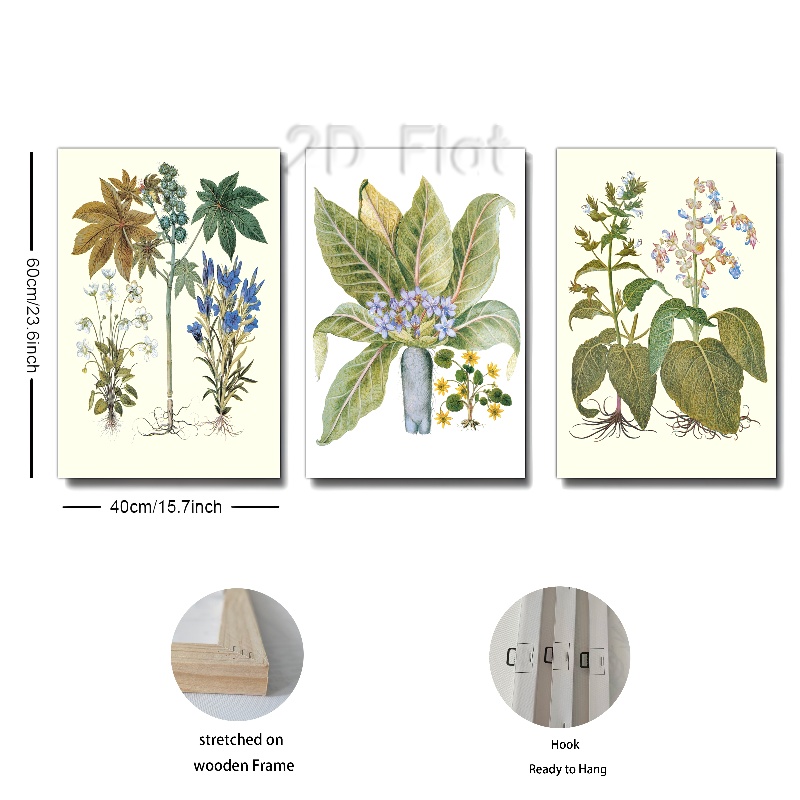 2D Flat
60cm/23.6inch
40cm/15.7inch
stretched on
wooden Frame
Hook
Ready to Hang